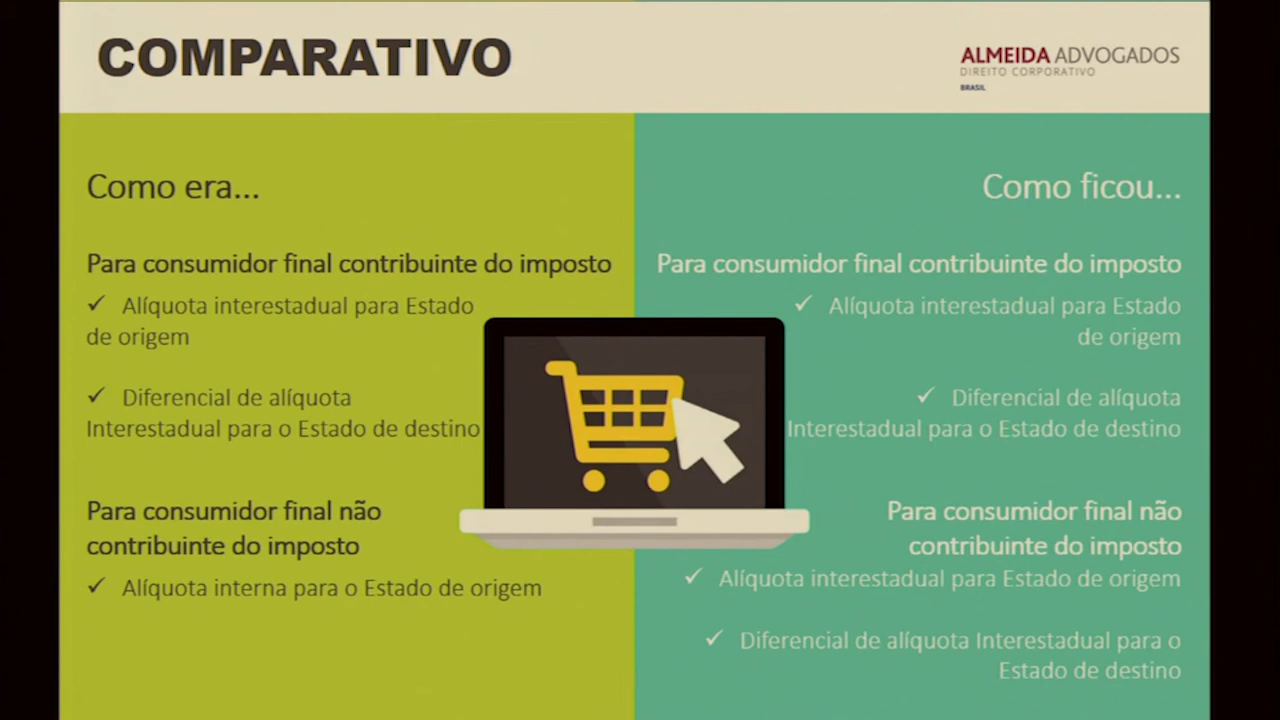 COMPARATIVO
ALMEIDA ADVOGADOS
DIREITO CORPORATIVO
BRASIL
Como era...
Para consumidor final contribuinte do imposto
✓ Alíquota interestadual para Estado
de origem
✓ Diferencial de alíquota
Interestadual para o Estado de destino
Para consumidor final não
contribuinte do imposto
✓ Alíquota interna para o Estado de origem
Como ficou...
Para consumidor final contribuinte do imposto
✓ Alíquota interestadual para Estado
de origem
✓ Diferencial de alíquota
Interestadual para o Estado de destino
Para consumidor final não
contribuinte do imposto
✓ Alíquota interestadual para Estado de origem
✓ Diferencial de alíquota Interestadual para o
Estado de destino